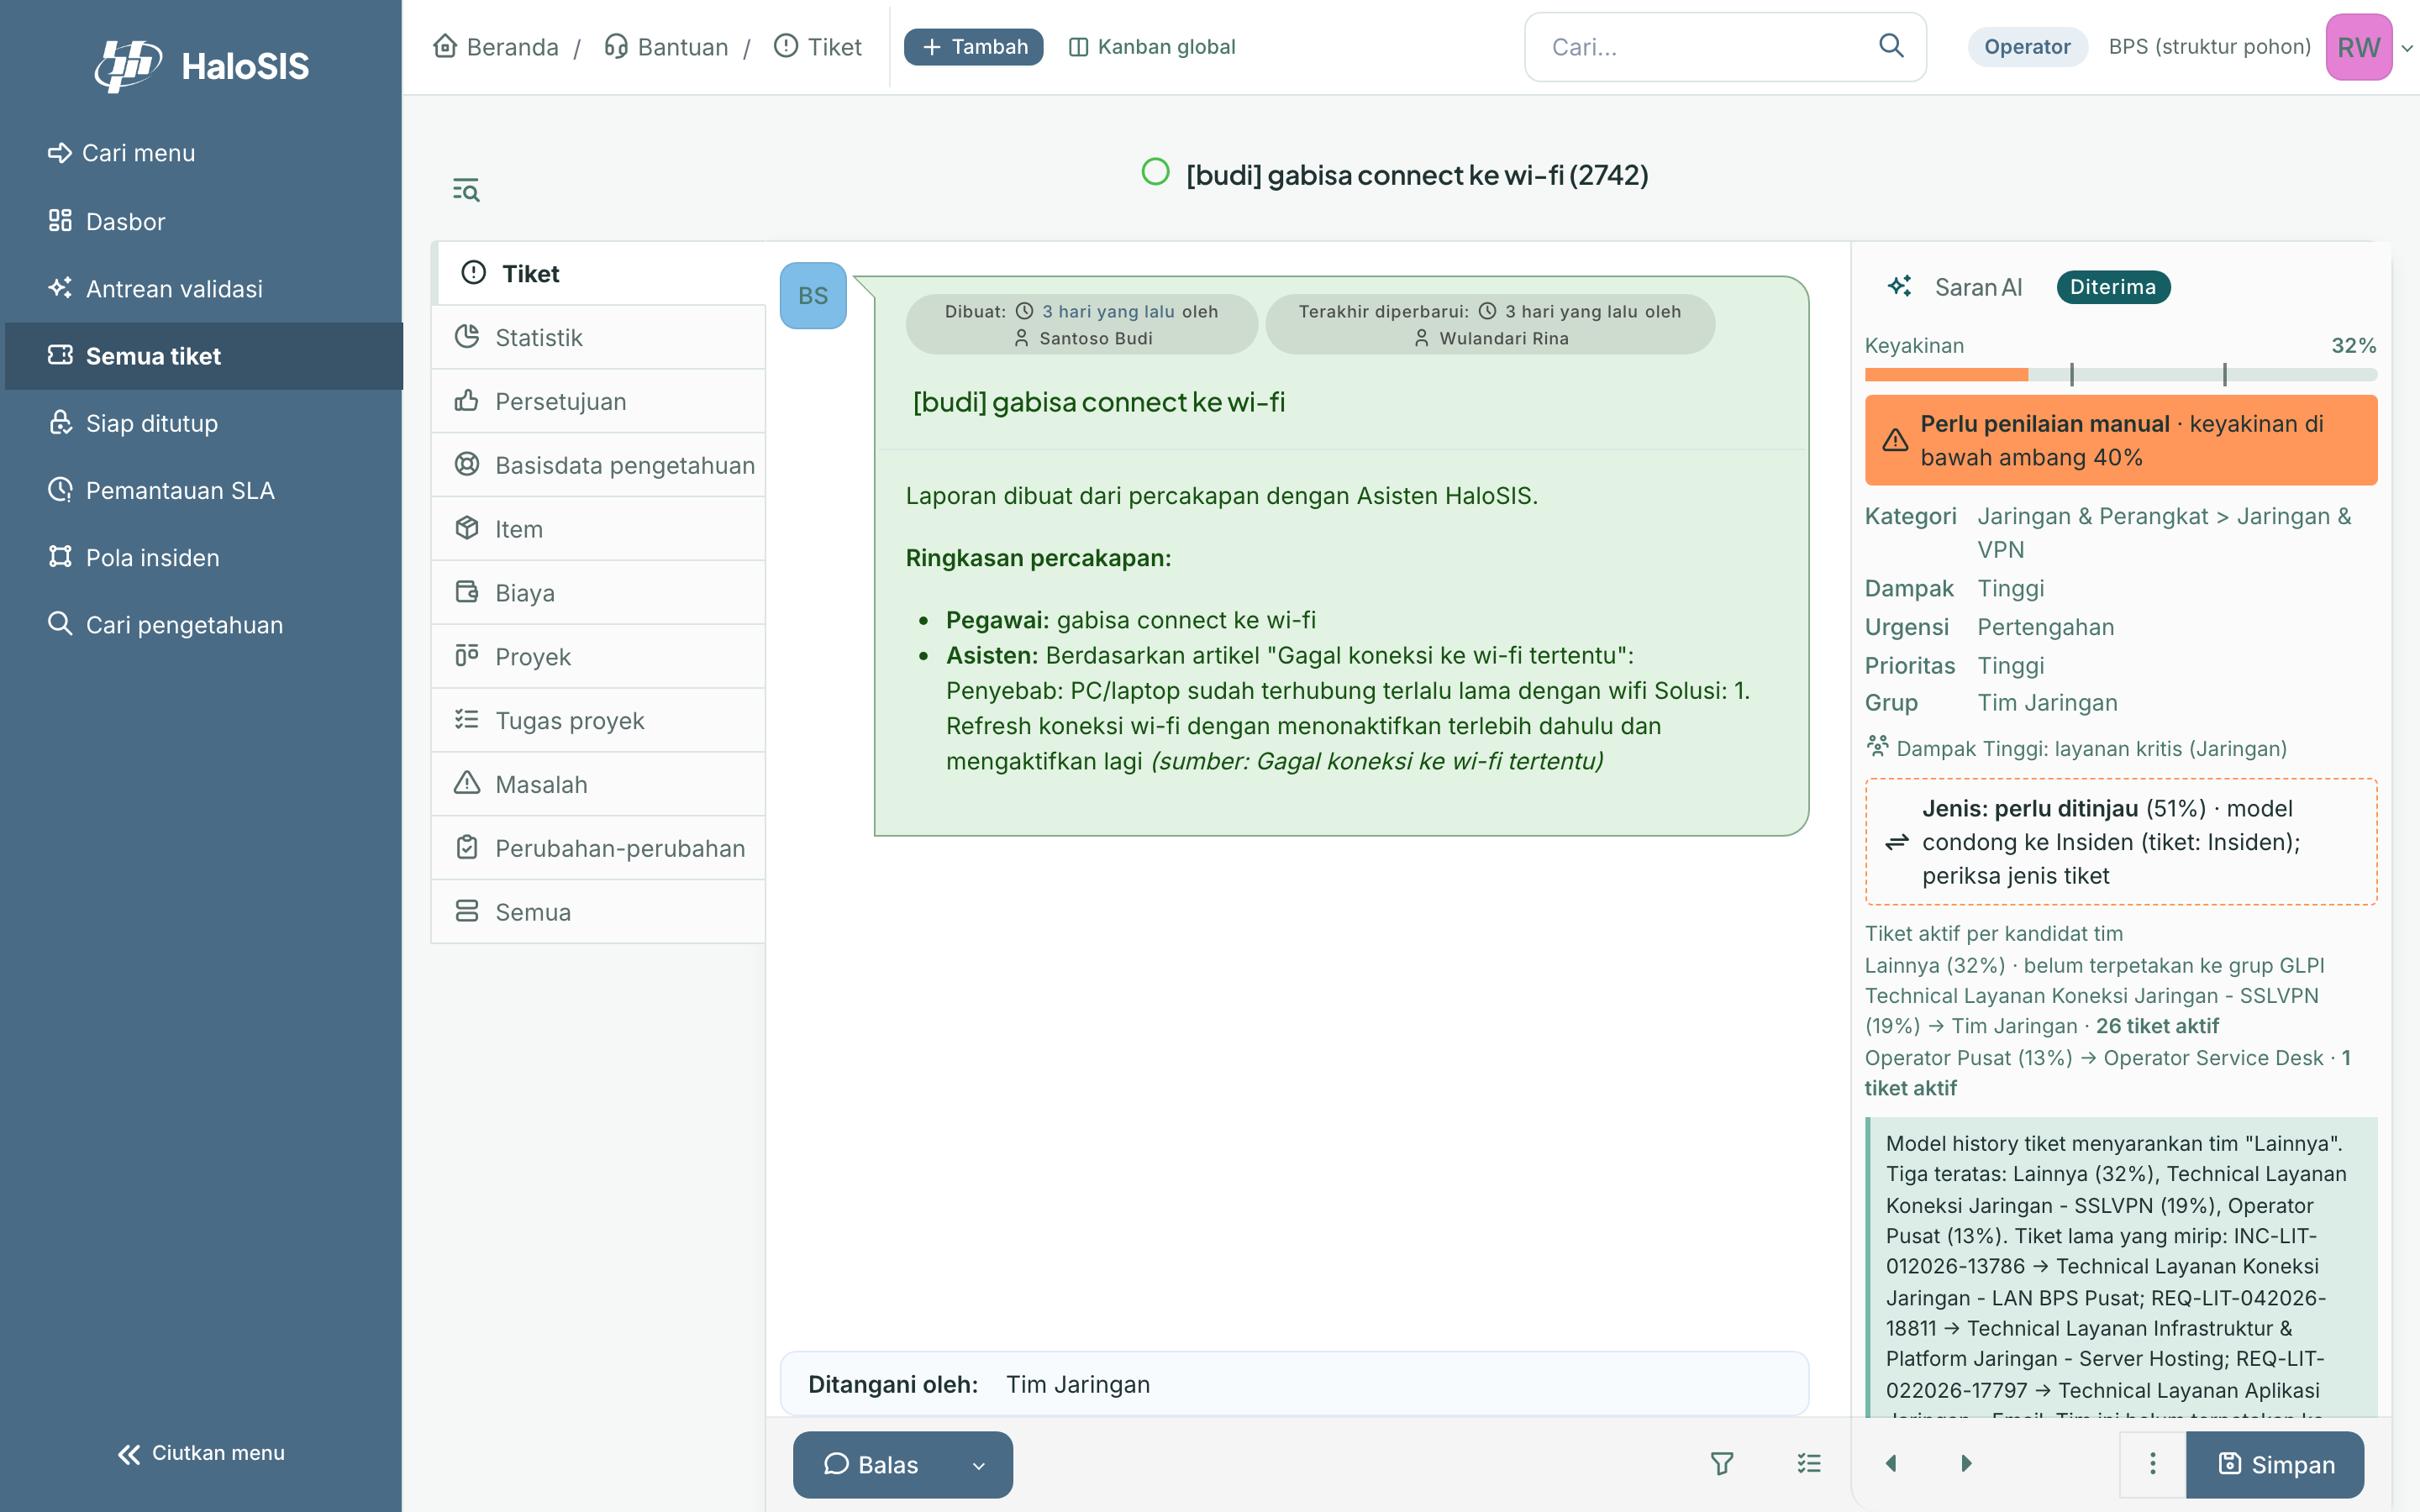 HaloSIS
Cari menu
Dasbor
Antrean validasi
Semua tiket
Siap ditutup
Pemantauan SLA
Pola insiden
Cari pengetahuan
Ciutkan menu
Beranda / Bantuan / Tiket
+ Tambah
Kanban global
Cari...
Operator
BPS (struktur pohon)
RW
[budi] gabisa connect ke wi-fi (2742)
Tiket
Statistik
Persetujuan
Basisdata pengetahuan
Item
Biaya
Proyek
Tugas proyek
Masalah
Perubahan-perubahan
Semua
BS
Dibuat: 3 hari yang lalu oleh
Santoso Budi
Terakhir diperbarui: 3 hari yang lalu oleh
Wulandari Rina
[budi] gabisa connect ke wi-fi
Laporan dibuat dari percakapan dengan Asisten HaloSIS.
Ringkasan percakapan:
• Pegawai: gabisa connect ke wi-fi
• Asisten: Berdasarkan artikel "Gagal koneksi ke wi-fi tertentu":
Penyebab: PC/laptop sudah terhubung terlalu lama dengan wifi Solusi: 1.
Refresh koneksi wi-fi dengan menonaktifkan terlebih dahulu dan
mengaktifkan lagi (sumber: Gagal koneksi ke wi-fi tertentu)
Ditangani oleh: Tim Jaringan
Balas
Saran AI
Diterima
Keyakinan 32%
Perlu penilaian manual · keyakinan di
bawah ambang 40%
Kategori Jaringan & Perangkat > Jaringan &
VPN
Dampak Tinggi
Urgensi Pertengahan
Prioritas Tinggi
Grup Tim Jaringan
Dampak Tinggi: layanan kritis (Jaringan)
Jenis: perlu ditinjau (51%) · model
condong ke Insiden (tiket: Insiden);
periksa jenis tiket
Tiket aktif per kandidat tim
Lainnya (32%) · belum terpetakan ke grup GLPI
Technical Layanan Koneksi Jaringan - SSLVPN
(19%) → Tim Jaringan · 26 tiket aktif
Operator Pusat (13%) → Operator Service Desk · 1
tiket aktif
Model history tiket menyarankan tim "Lainnya".
Tiga teratas: Lainnya (32%), Technical Layanan
Koneksi Jaringan - SSLVPN (19%), Operator
Pusat (13%). Tiket lama yang mirip: INC-LIT-
012026-13786 → Technical Layanan Koneksi
Jaringan - LAN BPS Pusat; REQ-LIT-042026-
18811 → Technical Layanan Infrastruktur &
Platform Jaringan - Server Hosting; REQ-LIT-
022026-17797 → Technical Layanan Aplikasi
Simpan